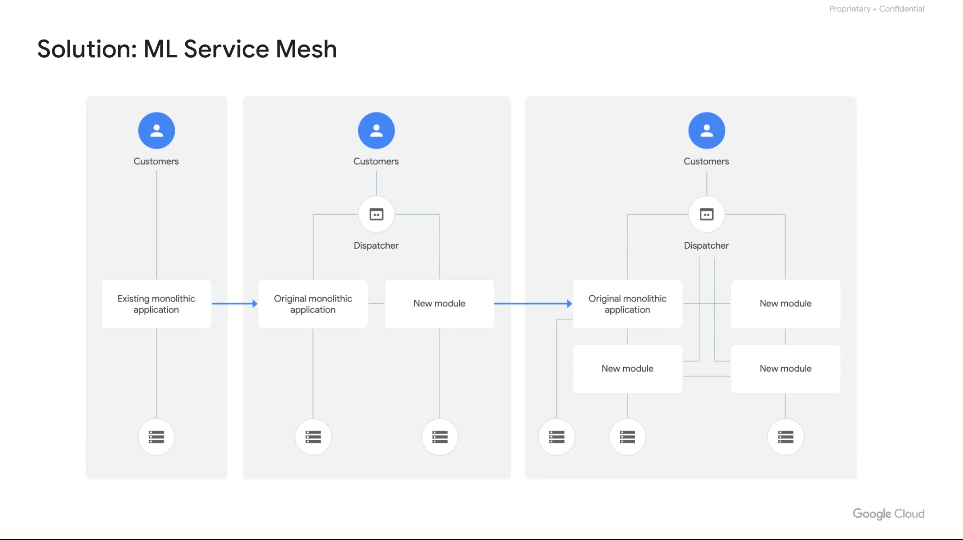 Proprietary + Confidential
Solution: ML Service Mesh
Customers
Existing monolithic
application
Customers
Dispatcher
Original monolithic
application
New module
Customers
Dispatcher
Original monolithic
application
New module
New module
New module
Google Cloud